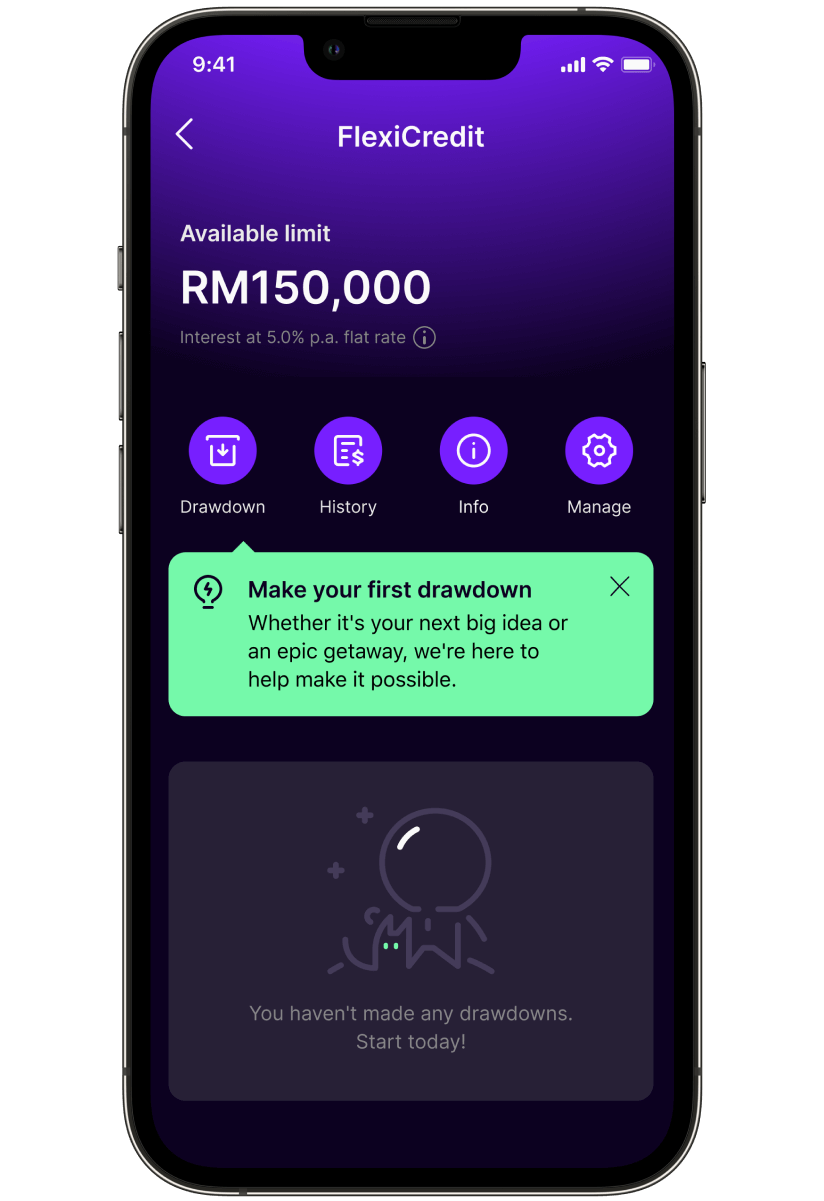 9:41
FlexiCredit
Available limit
RM150,000
Interest at 5.0% p.a. flat rate
Drawdown
History
Info
Manage
Make your first drawdown
Whether it's your next big idea or
an epic getaway, we're here to
help make it possible.
You haven't made any drawdowns.
Start today!